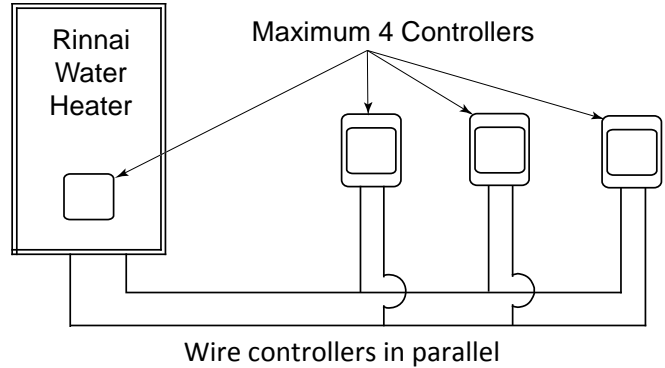 Rinnai
Water
Heater
Maximum 4 Controllers
Wire controllers in parallel